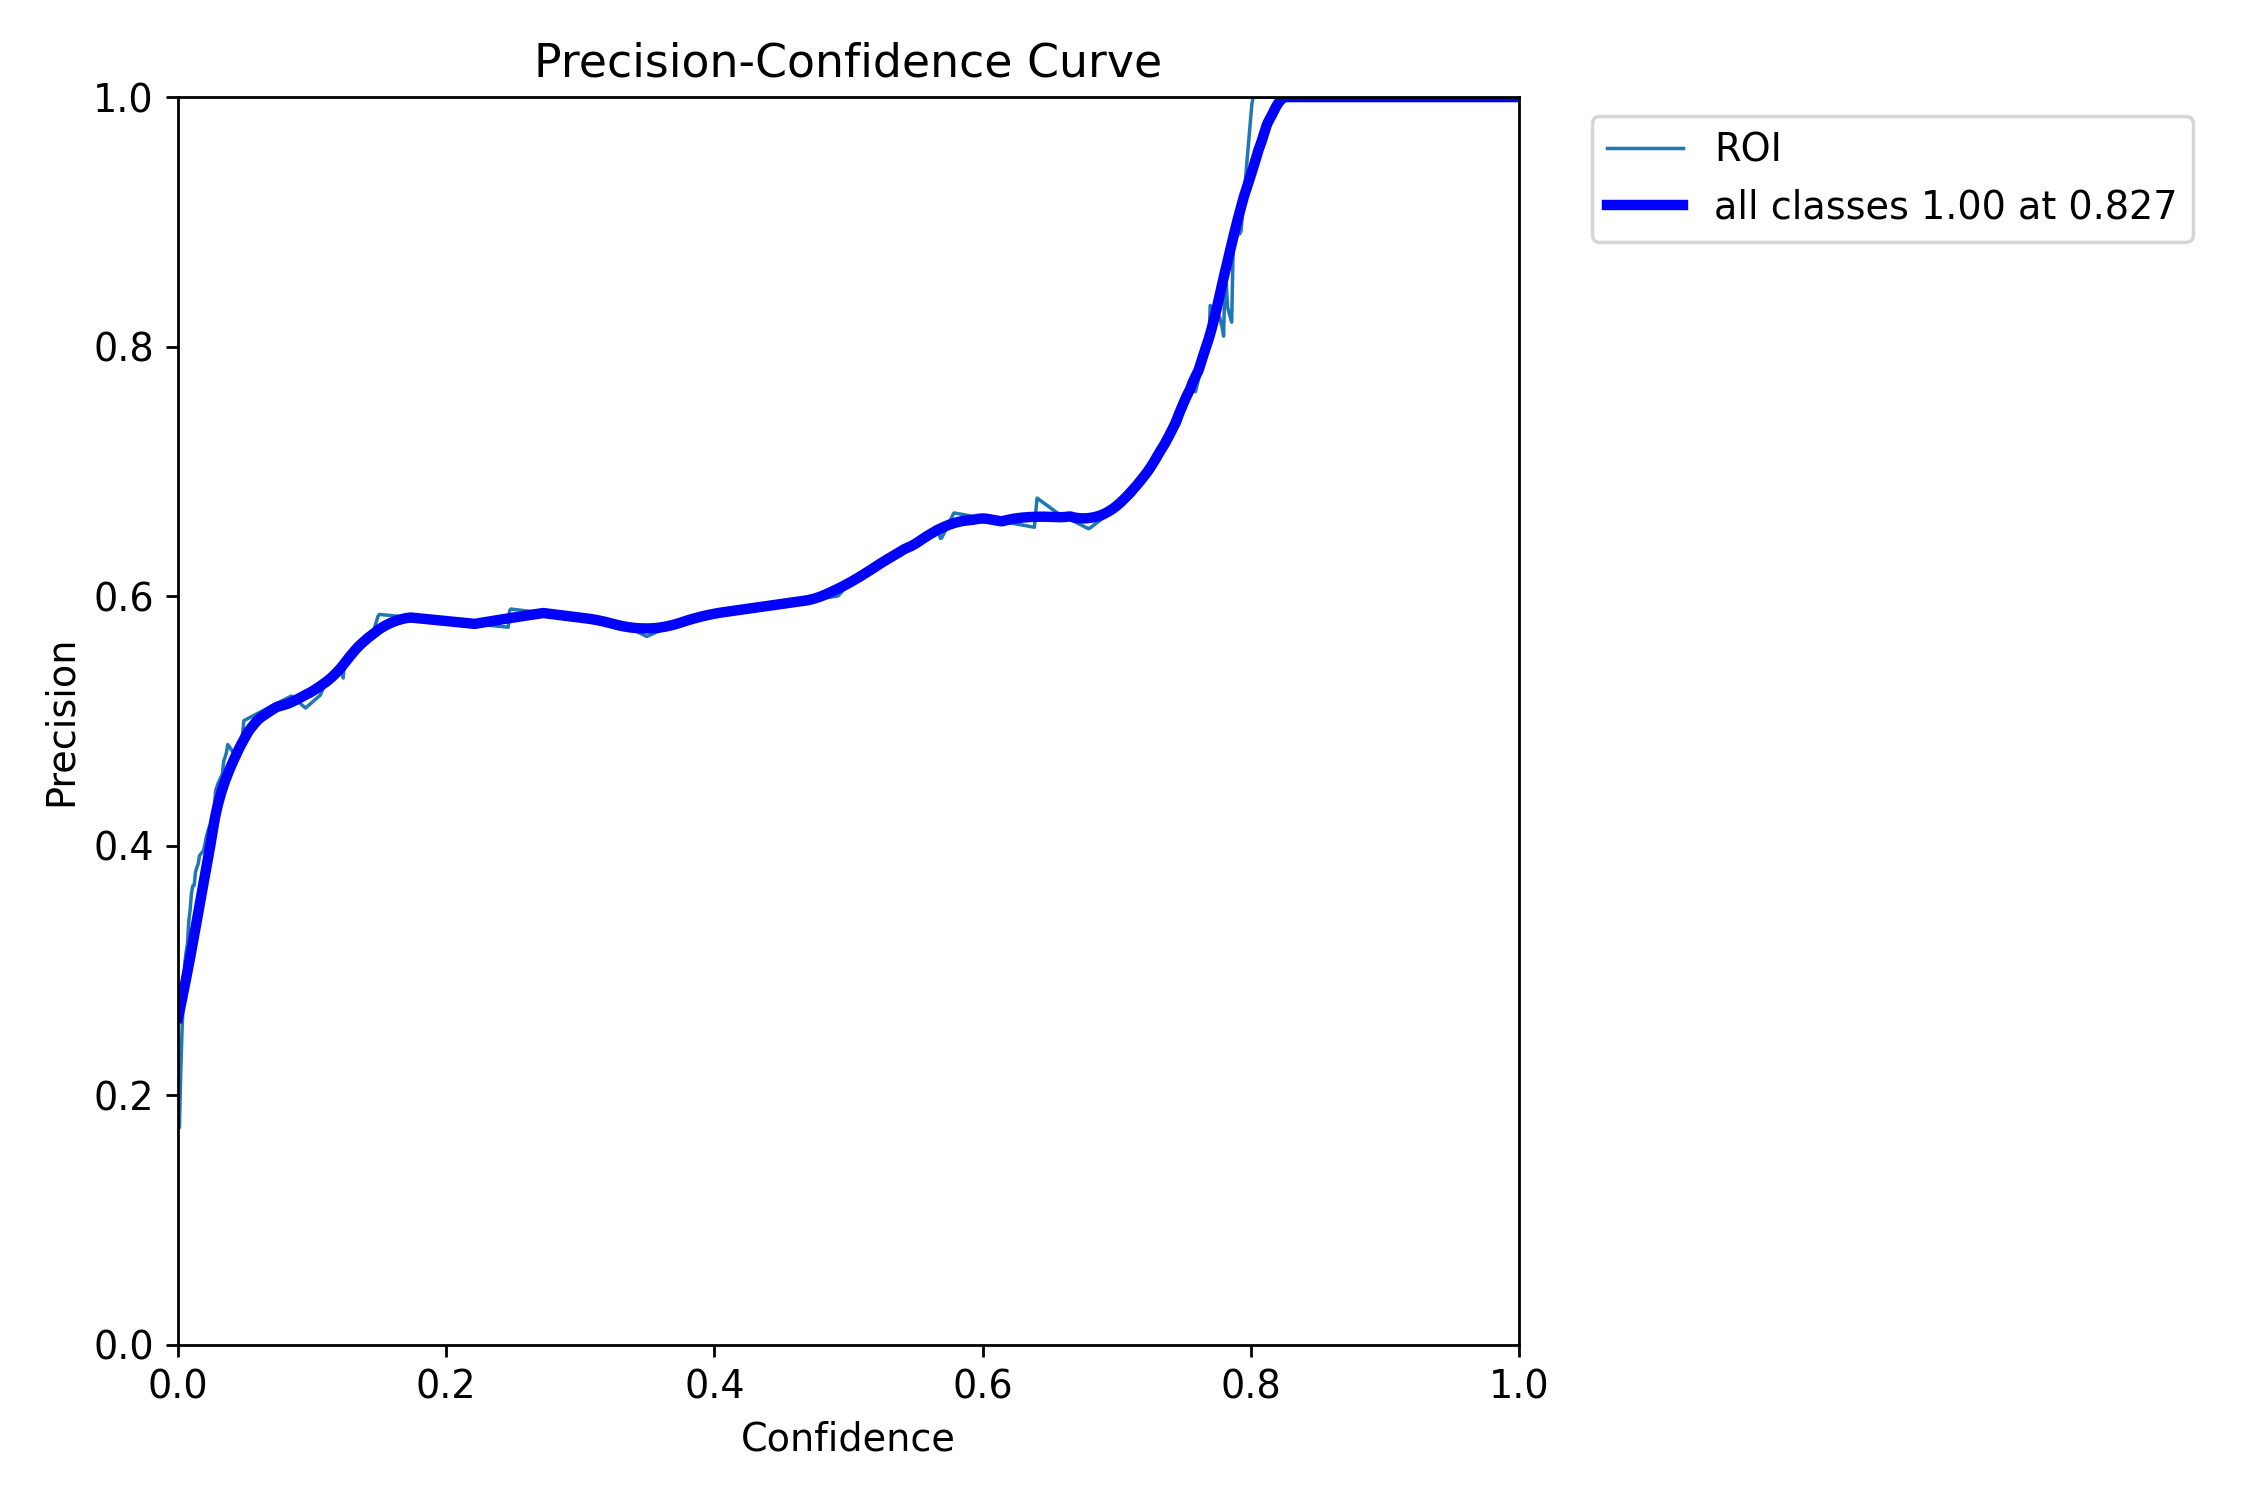 Precision-Confidence Curve
1.0
0.8
0.6
0.4
0.2
0.0
Precision
0.0 0.2 0.4 0.6 0.8 1.0
Confidence
ROI
all classes 1.00 at 0.827